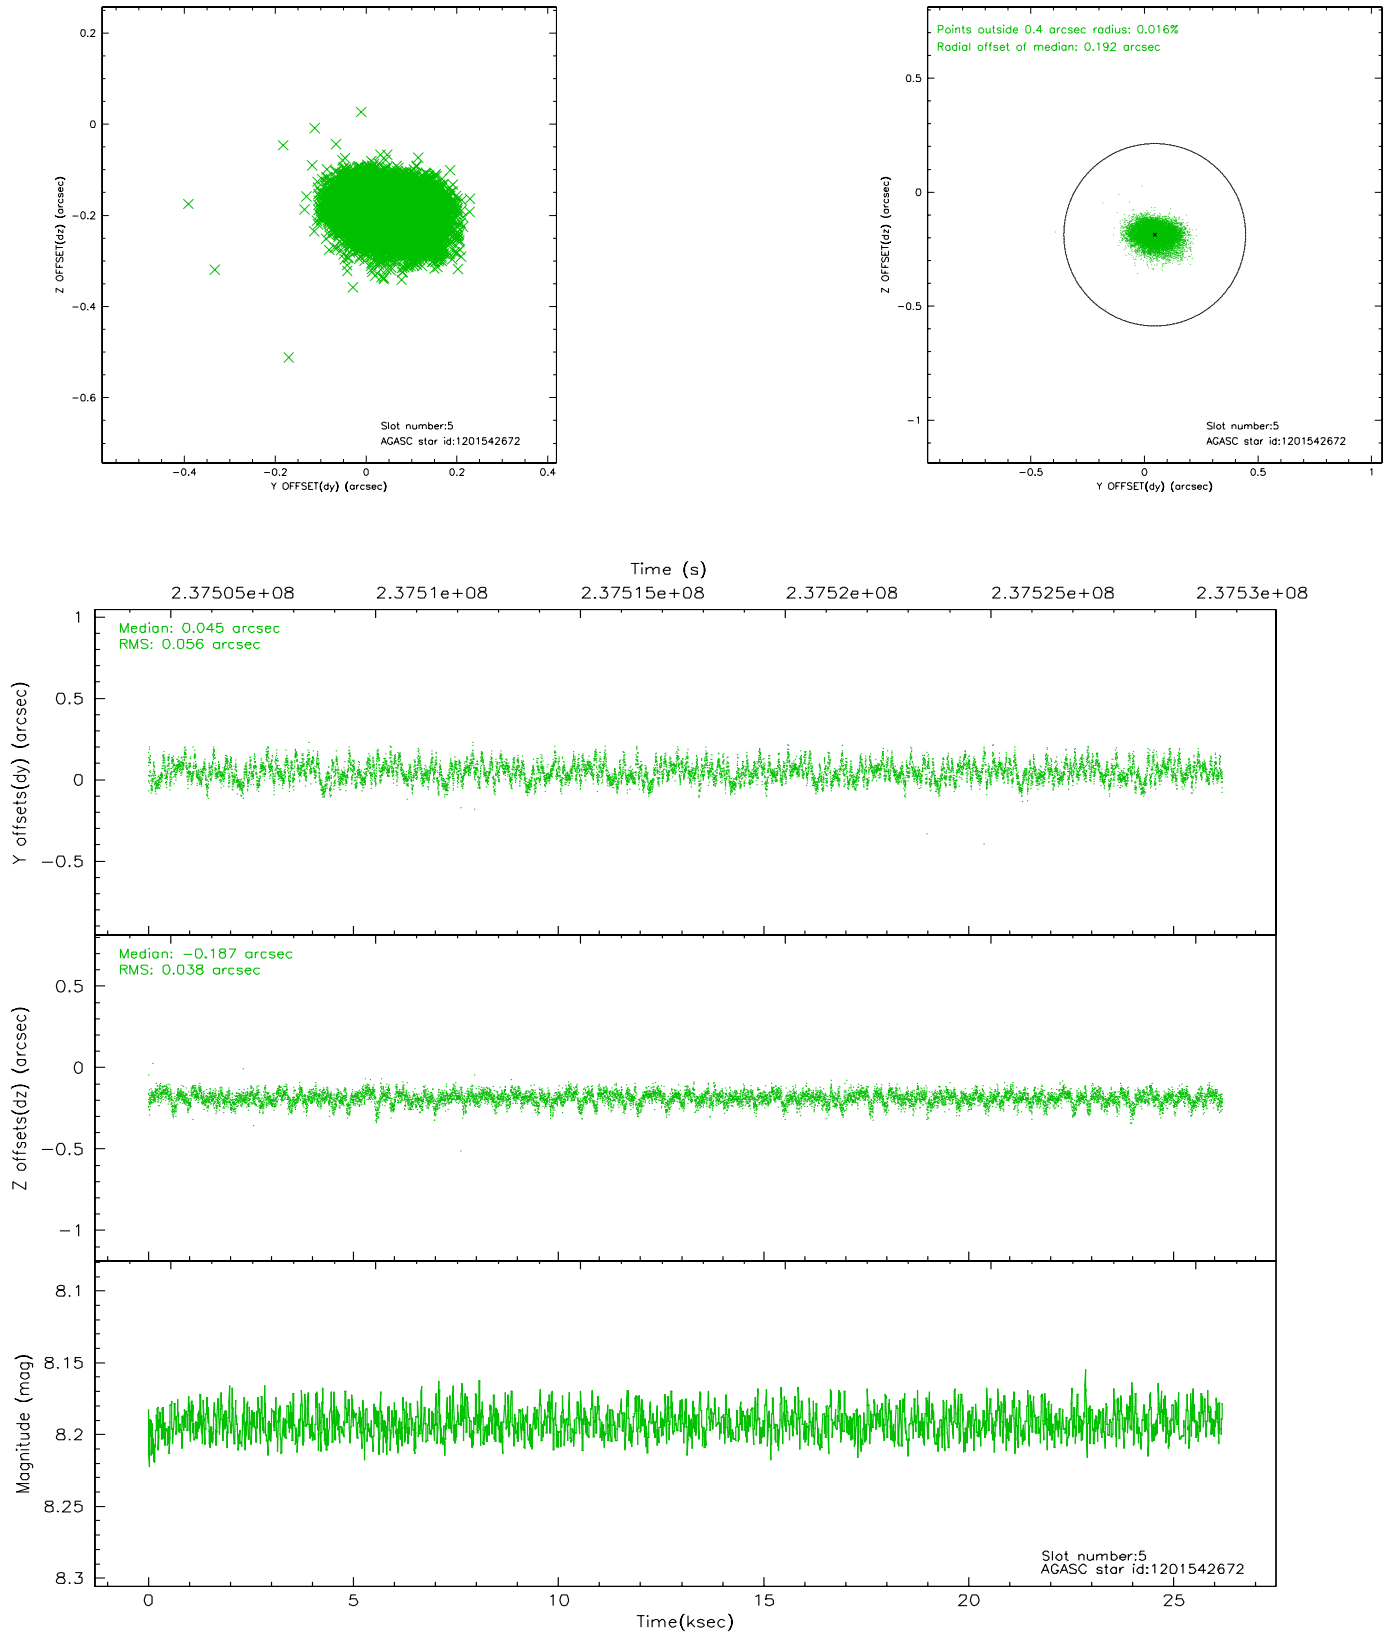 0.2
0
−0.2
−0.4
−0.6
Z OFFSET(dz) (arcsec)
−0.4
−0.2
0
0.2
0.4
Y OFFSET(dy) (arcsec)
Slot number:5
AGASC star id:1201542672
Points outside 0.4 arcsec radius: 0.016%
Radial offset of median: 0.192 arcsec
0.5
0
−0.5
−1
Z OFFSET(dz) (arcsec)
−0.5
0
0.5
1
Y OFFSET(dy) (arcsec)
Slot number:5
AGASC star id:1201542672
Time (s)
2.37505e+08
2.3751e+08
2.37515e+08
2.3752e+08
2.37525e+08
2.3753e+08
Median: 0.045 arcsec
RMS: 0.056 arcsec
1
0.5
0
−0.5
Y offsets(dy) (arcsec)
Median: −0.187 arcsec
RMS: 0.038 arcsec
0.5
0
−0.5
−1
Z offsets(dz) (arcsec)
8.1
8.15
8.2
8.25
8.3
Magnitude (mag)
Slot number:5
AGASC star id:1201542672
0
5
10
15
20
25
Time(ksec)